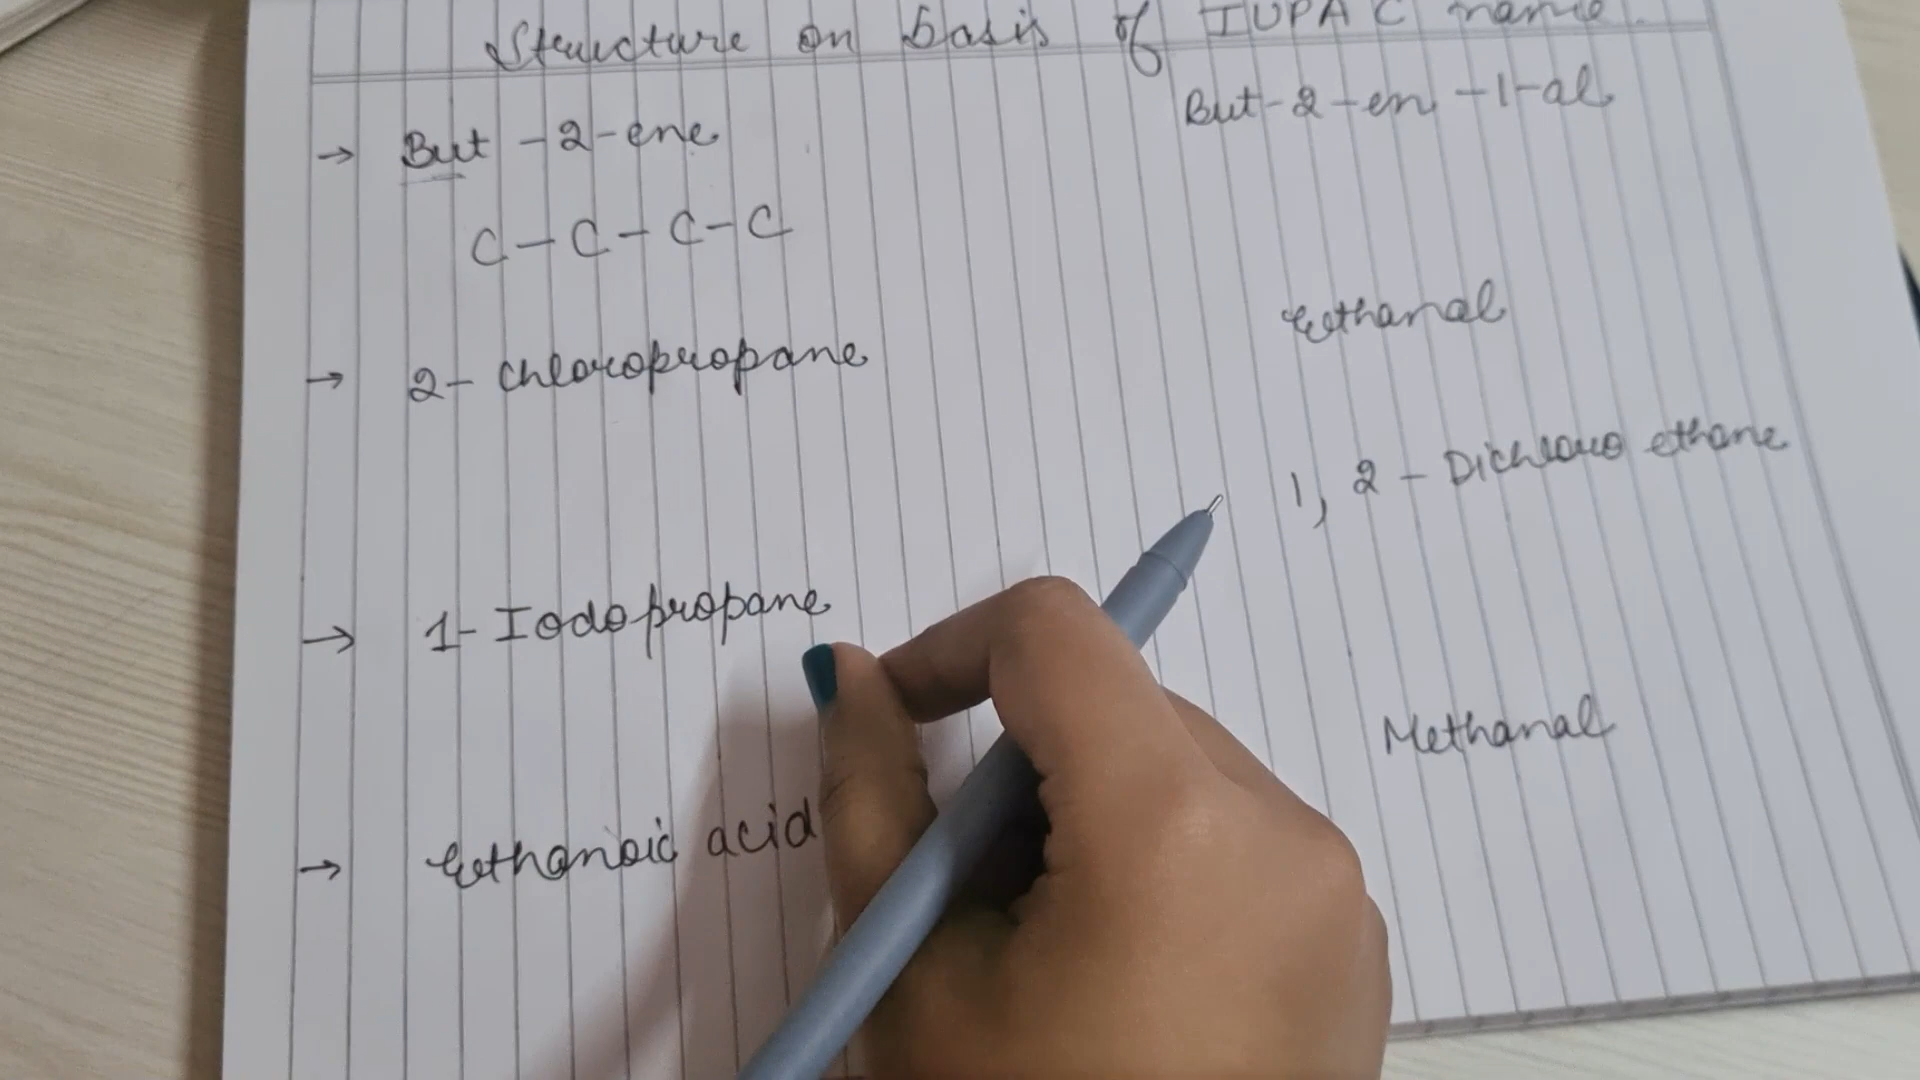 Structure on basis of IUPAC name.
→ But-2-ene
C-C-C-C
→ 2-Chloropropane
→ 1-Iodopropane
→ Ethanoic acid
But-2-en-1-al
Ethanal
1, 2-Dichloro ethane
Methanal